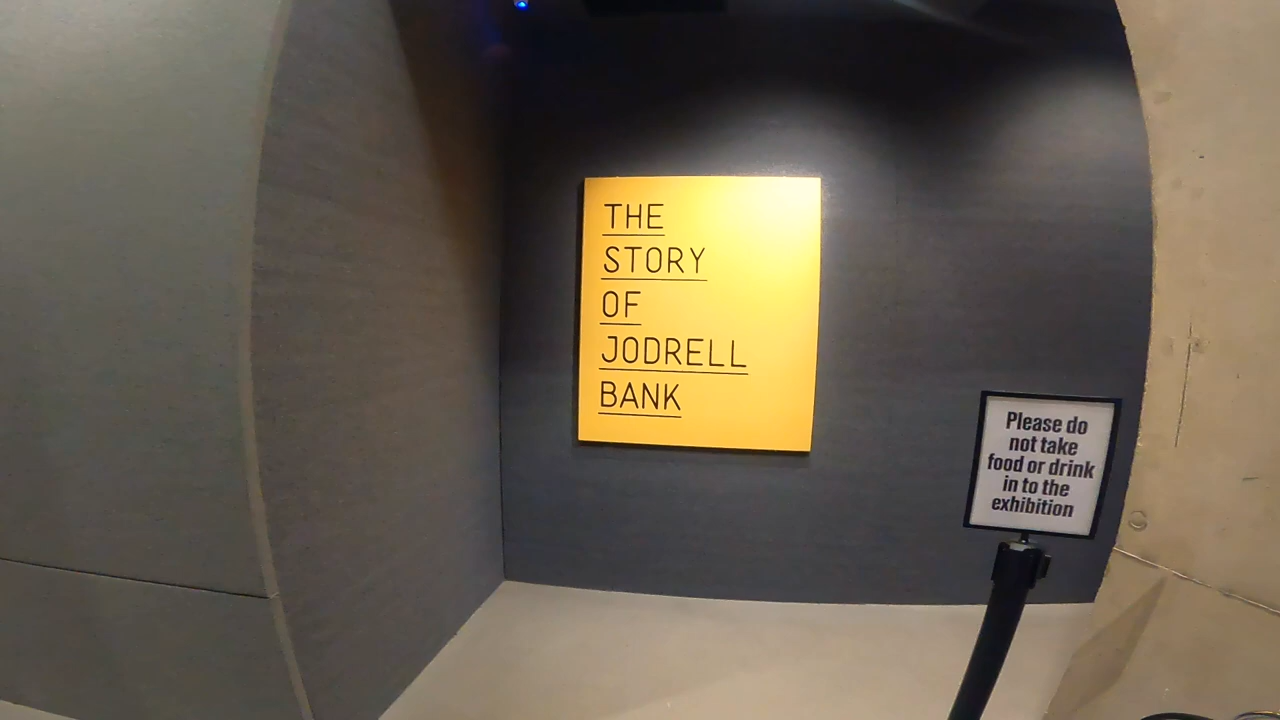 THE
STORY
OF
JODRELL
BANK
Please do
not take
food or drink
in to the
exhibition